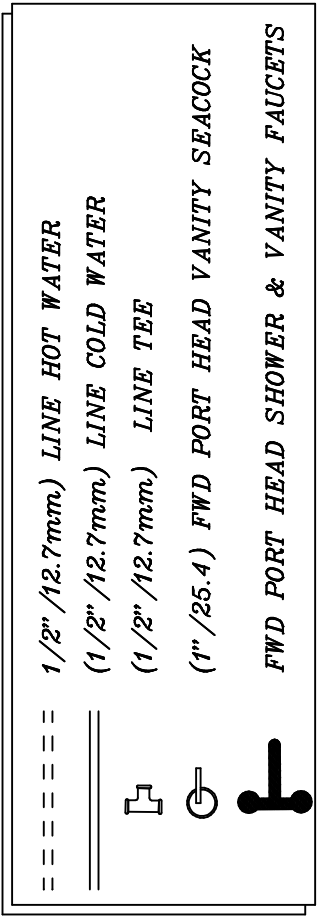 1/2"/12.7mm) LINE HOT WATER
(1/2"/12.7mm) LINE COLD WATER
(1/2"/12.7mm) LINE TEE
(1"/25.4) FWD PORT HEAD VANITY SEACOCK
FWD PORT HEAD SHOWER & VANITY FAUCETS